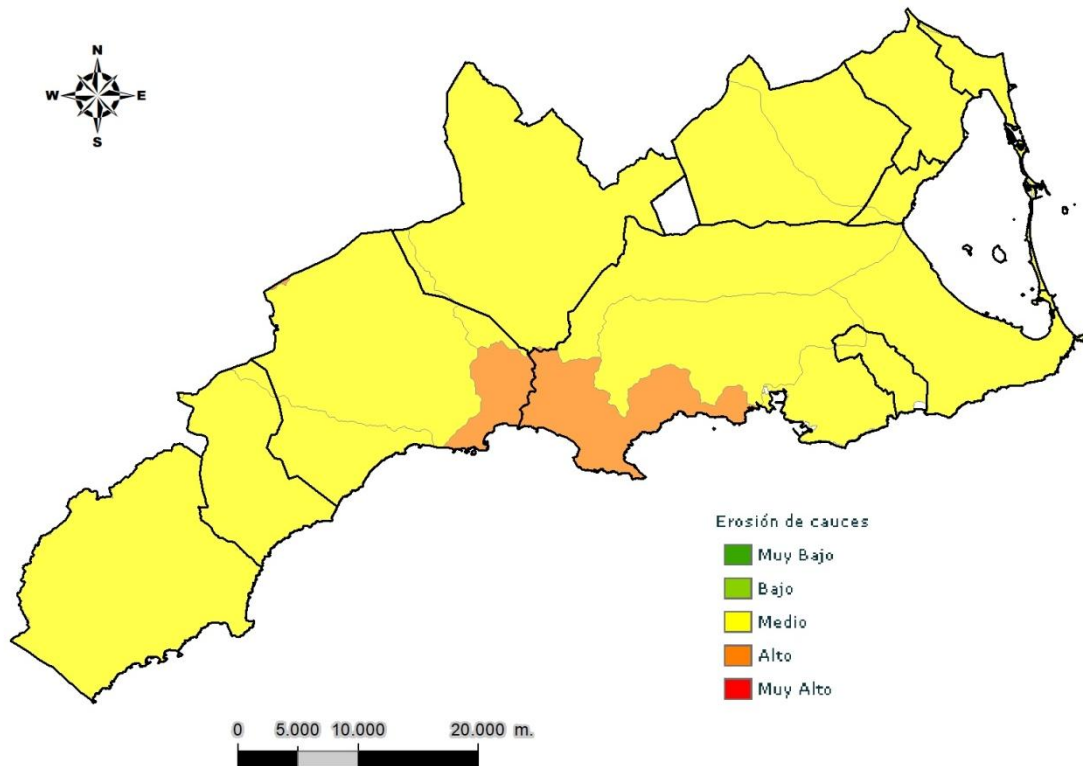 N
W E
S
Erosión de cauces
Muy Bajo
Bajo
Medio
Alto
Muy Alto
0 5.000 10.000 20.000 m.